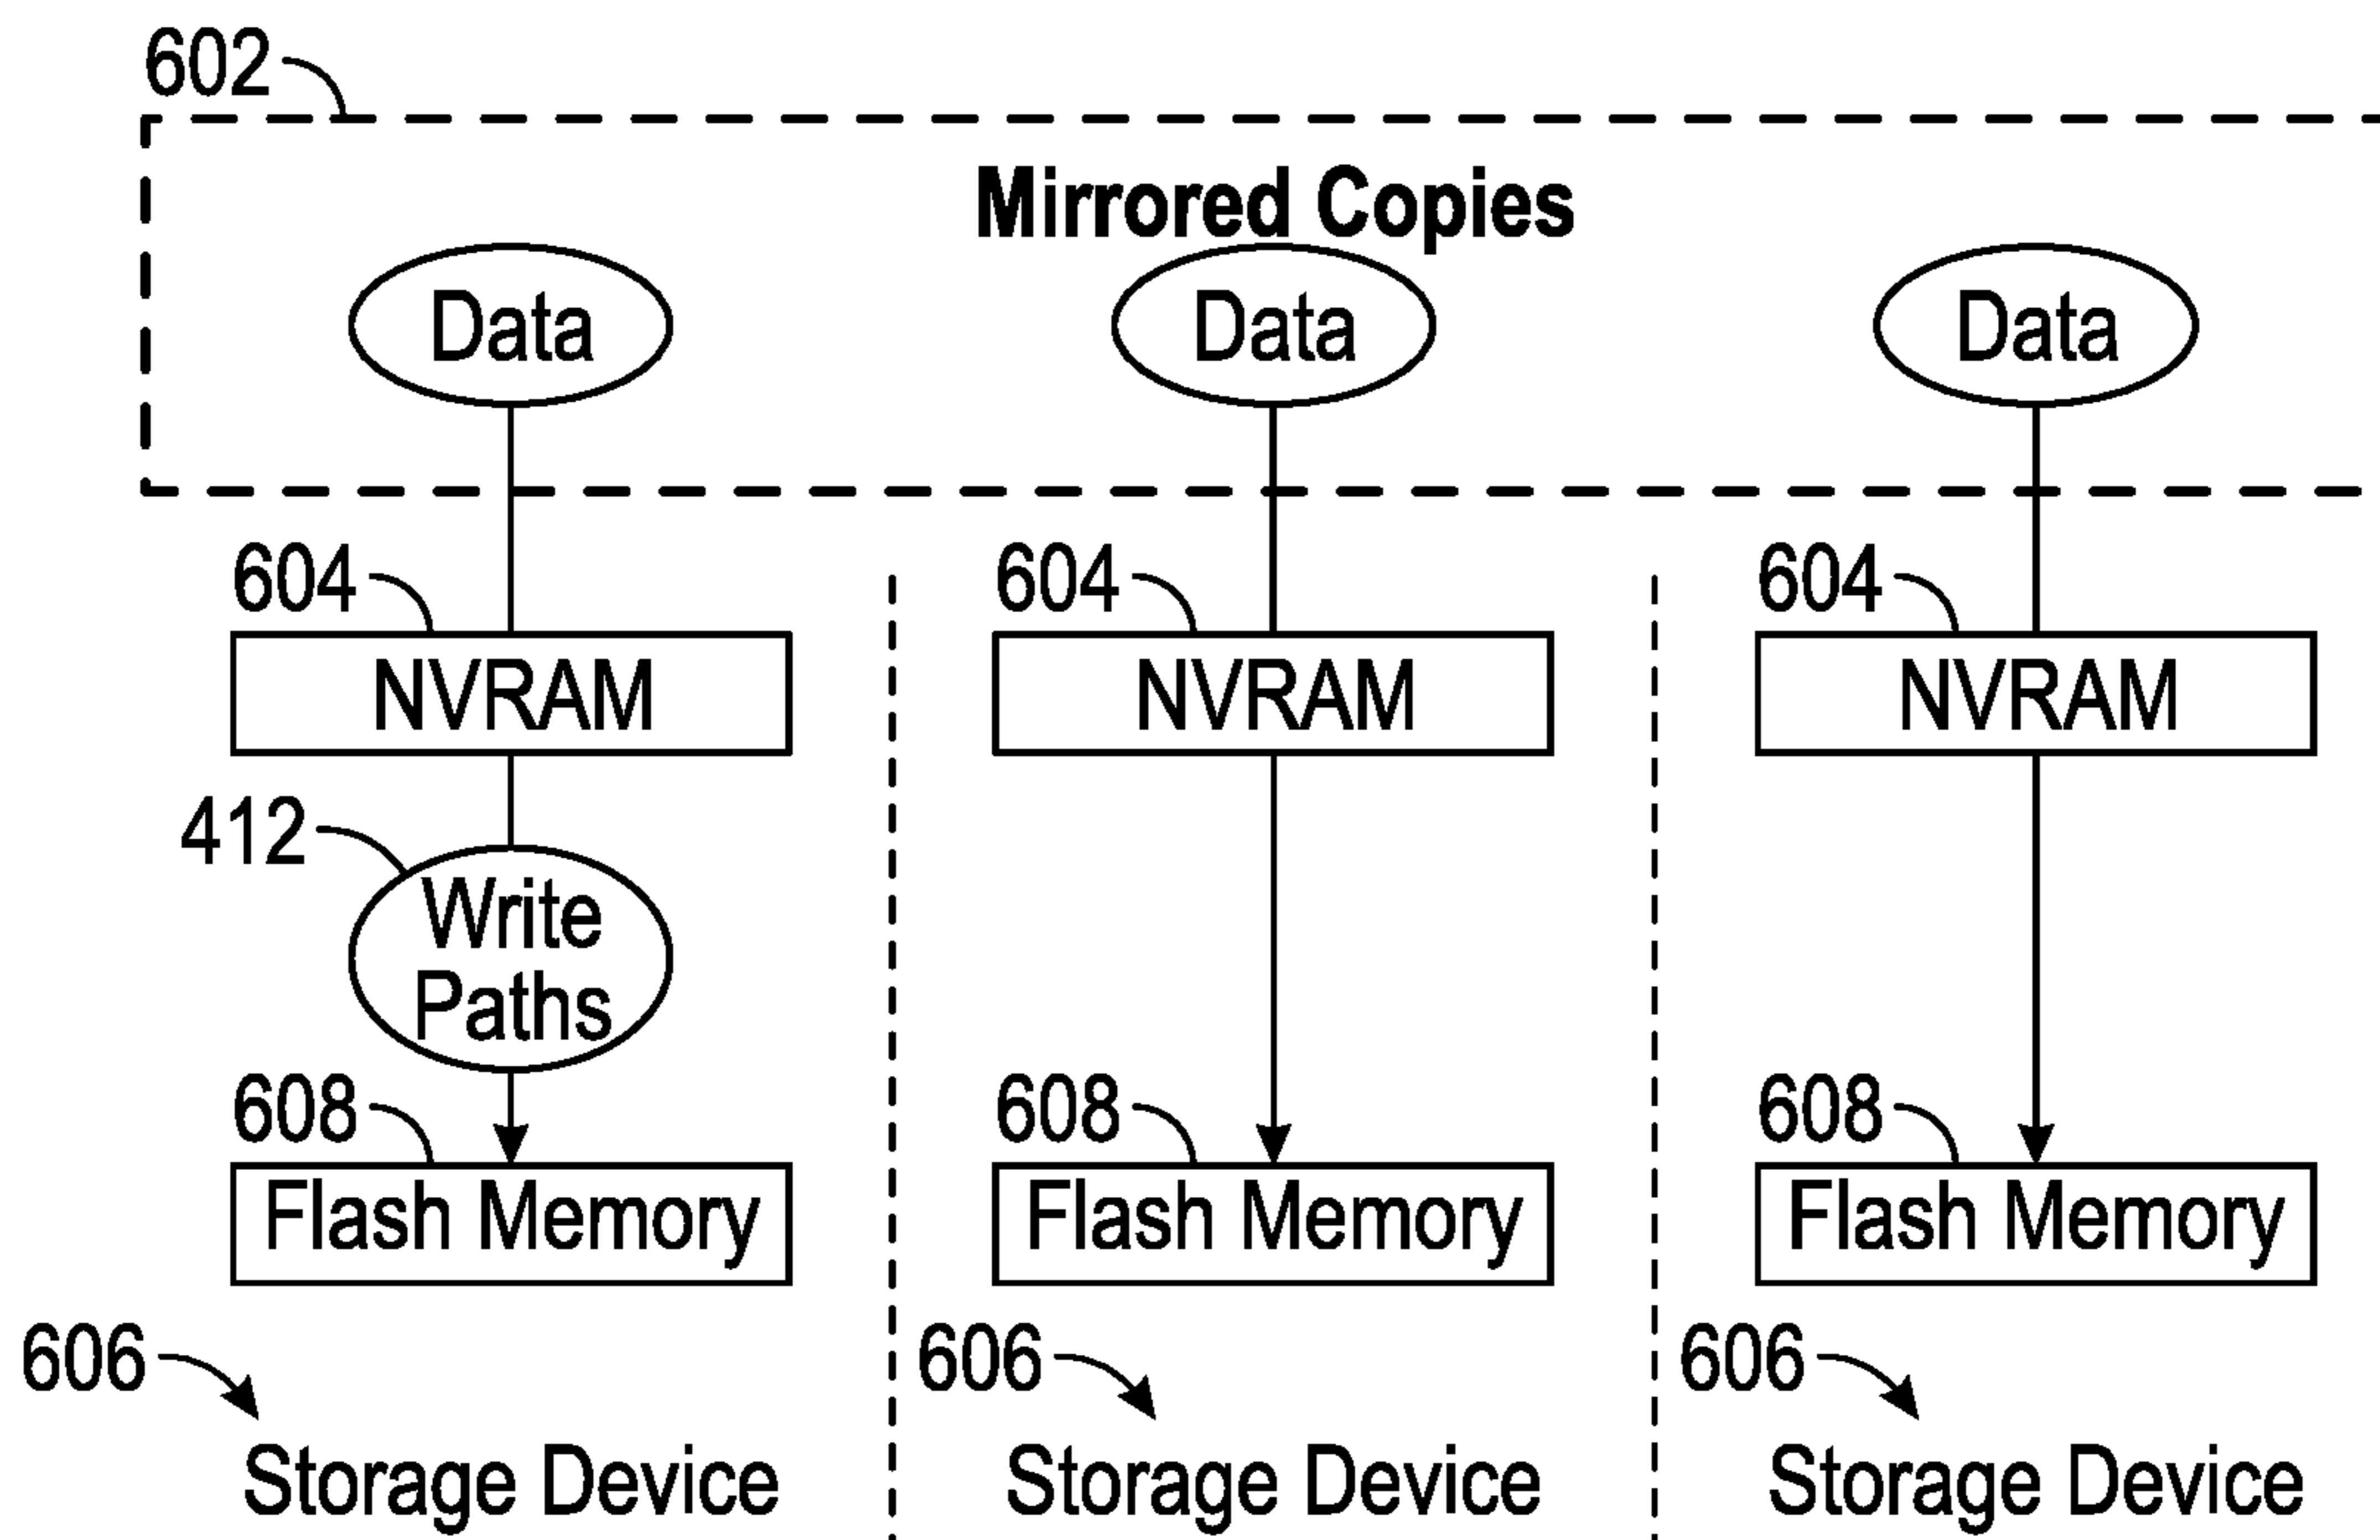 602
Mirrored Copies
Data Data Data
604 604 604
NVRAM NVRAM NVRAM
412
Write
Paths
608 608 608
Flash Memory Flash Memory Flash Memory
606 606 606
Storage Device Storage Device Storage Device